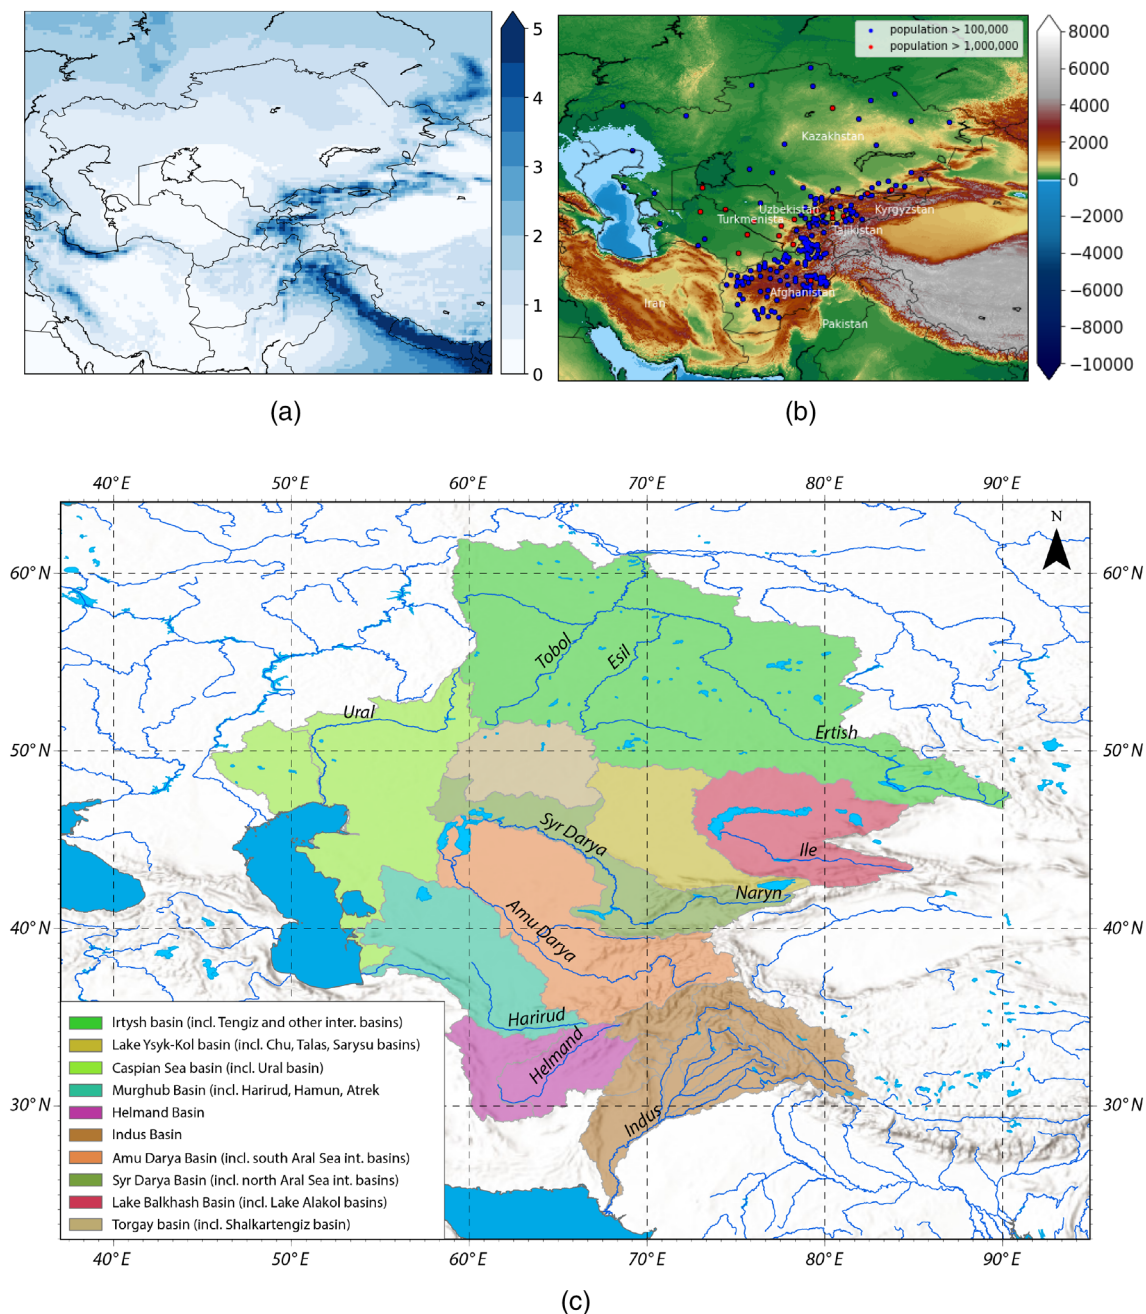 5
4
3
2
1
0
(a)
population > 100,000
population > 1,000,000
Kazakhstan
Uzbekistan
Kyrgyzstan
Turkmenista
Tajikistan
Afghanistan
Iran
Pakistan
8000
6000
4000
2000
0
−2000
−4000
−6000
−8000
−10000
(b)
40° E 50° E 60° E 70° E 80° E 90° E
N
60° N 60° N
Tobol
Esil
Ural
Ertish
50° N 50° N
Syr Darya
Ile
Naryn
Amu Darya
40° N 40° N
Harirud
Helmand
Indus
30° N 30° N
Irtysh basin (incl. Tengiz and other inter. basins)
Lake Ysyk-Kol basin (incl. Chu, Talas, Sarysu basins)
Caspian Sea basin (incl. Ural basin)
Murghub Basin (incl. Harirud, Hamun, Atrek
Helmand Basin
Indus Basin
Amu Darya Basin (incl. south Aral Sea int. basins)
Syr Darya Basin (incl. north Aral Sea int. basins)
Lake Balkhash Basin (incl. Lake Alakol basins)
Torgay basin (incl. Shalkartengiz basin)
40° E 50° E 60° E 70° E 80° E 90° E
(c)